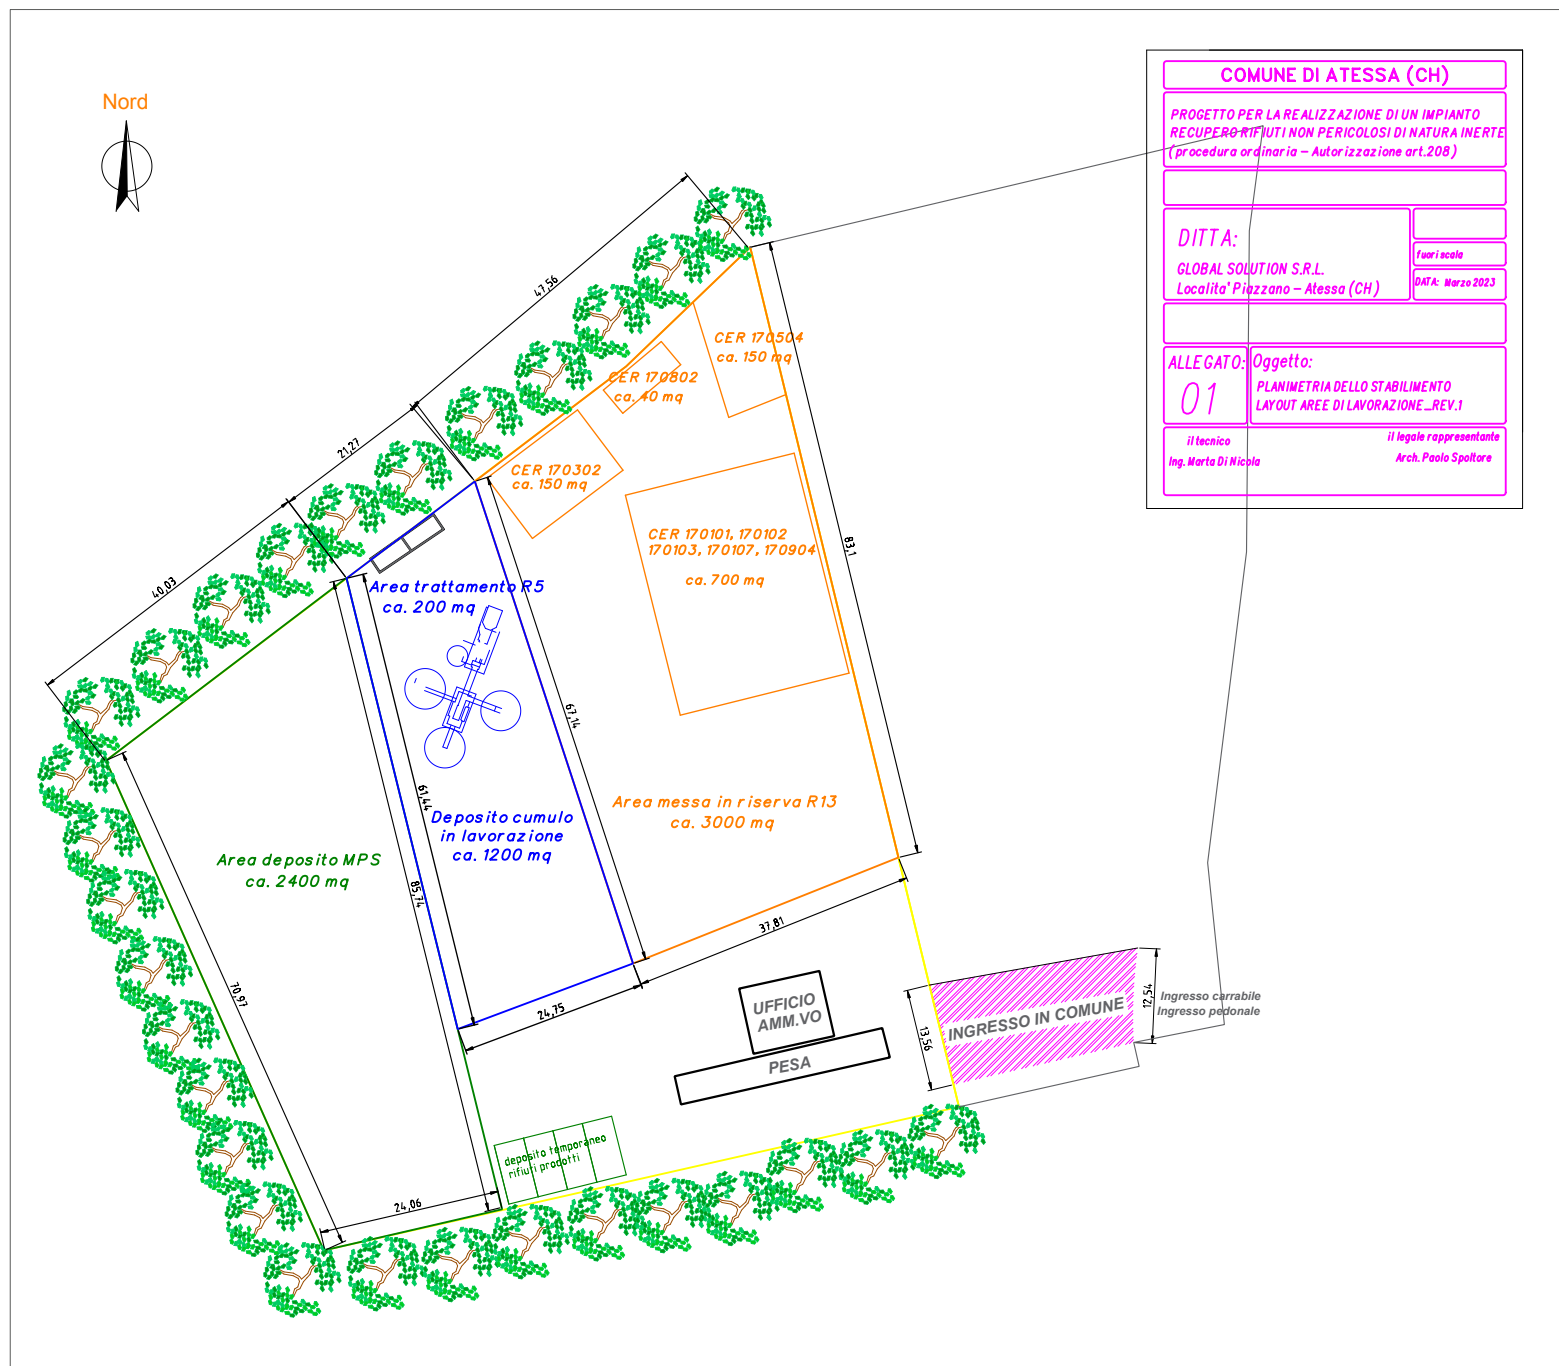 Nord
COMUNE DI ATESSA (CH)
PROGETTO PER LA REALIZZAZIONE DI UN IMPIANTO
RECUPERO RIFIUTI NON PERICOLOSI DI NATURA INERTE
(procedura ordinaria – Autorizzazione art.208)
DITTA:
GLOBAL SOLUTION S.R.L.
Localita' Piazzano – Atessa (CH)
fuori scala
DATA: Marzo 2023
ALLEGATO:
01
Oggetto:
PLANIMETRIA DELLO STABILIMENTO
LAYOUT AREE DI LAVORAZIONE_REV.1
il tecnico
Ing. Marta Di Nicola
il legale rappresentante
Arch. Paolo Spoltore
47,56
21,27
40,03
83,1
67,14
61,44
85,74
70,97
37,81
24,75
24,06
13,56
12,54
CER 170504
ca. 150 mq
CER 170802
ca. 40 mq
CER 170302
ca. 150 mq
CER 170101, 170102
170103, 170107, 170904
ca. 700 mq
Area trattamento R5
ca. 200 mq
Area messa in riserva R13
ca. 3000 mq
Deposito cumulo
in lavorazione
ca. 1200 mq
Area deposito MPS
ca. 2400 mq
UFFICIO
AMM.VO
PESA
INGRESSO IN COMUNE
Ingresso carrabile
Ingresso pedonale
deposito temporaneo
rifiuti prodotti